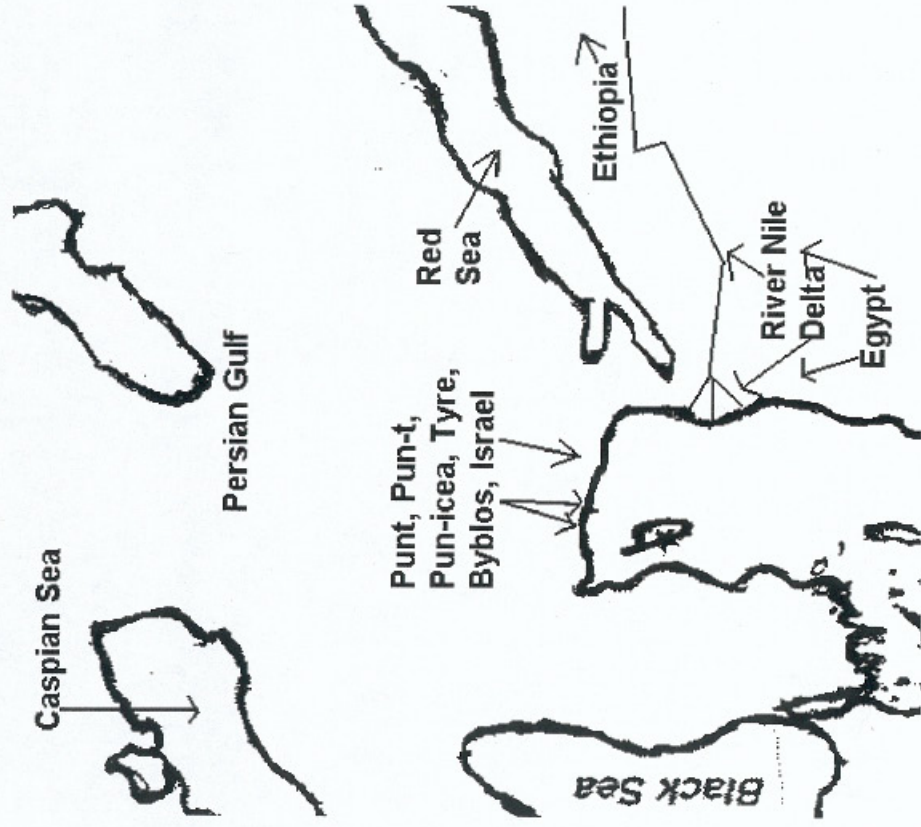 Caspian Sea
Persian Gulf
Red
Sea
Ethiopia
Punt, Pun-t,
Pun-icea, Tyre,
Byblos, Israel
River Nile
Delta
Egypt
Black Sea